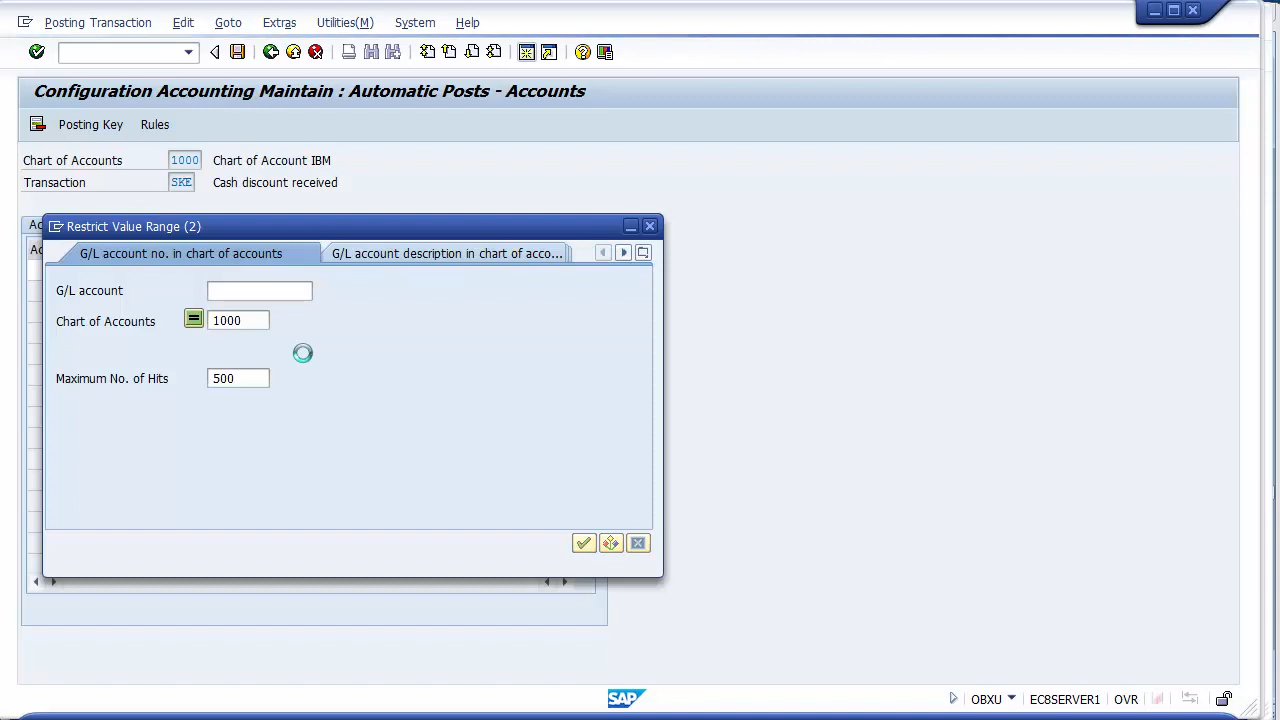 Posting Transaction Edit Goto Extras Utilities(M) System Help
Configuration Accounting Maintain : Automatic Posts - Accounts
Posting Key Rules
Chart of Accounts 1000 Chart of Account IBM
Transaction SKE Cash discount received
Restrict Value Range (2)
G/L account no. in chart of accounts G/L account description in chart of acco...
G/L account
Chart of Accounts 1000
Maximum No. of Hits 500
SAP OBXU EC8SERVER1 OVR